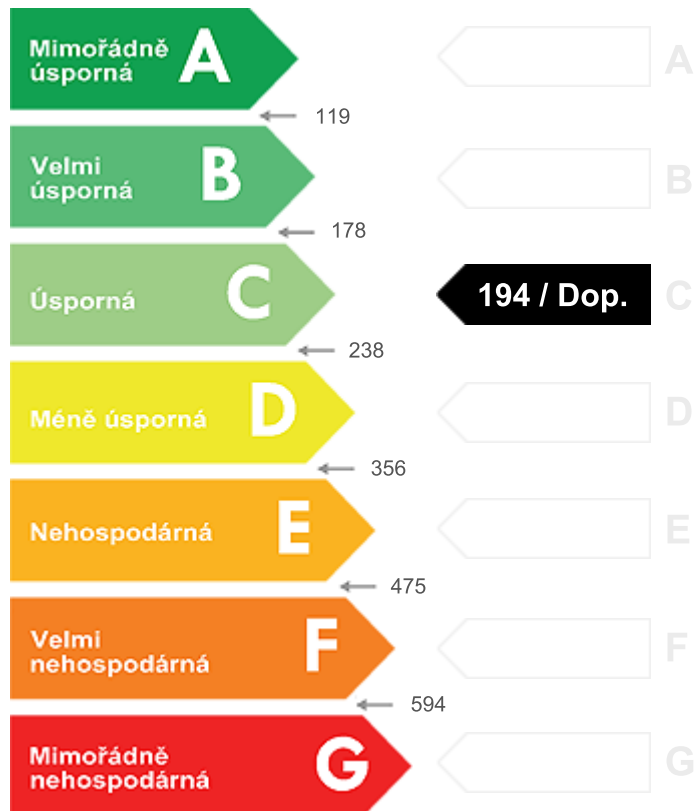 Mimořádně
úsporná
A
A
119
Velmi
úsporná
B
B
178
Úsporná
C
194 / Dop.
C
238
Méně úsporná
D
D
356
Nehospodárná
E
E
475
Velmi
nehospodárná
F
F
594
Mimořádně
nehospodárná
G
G